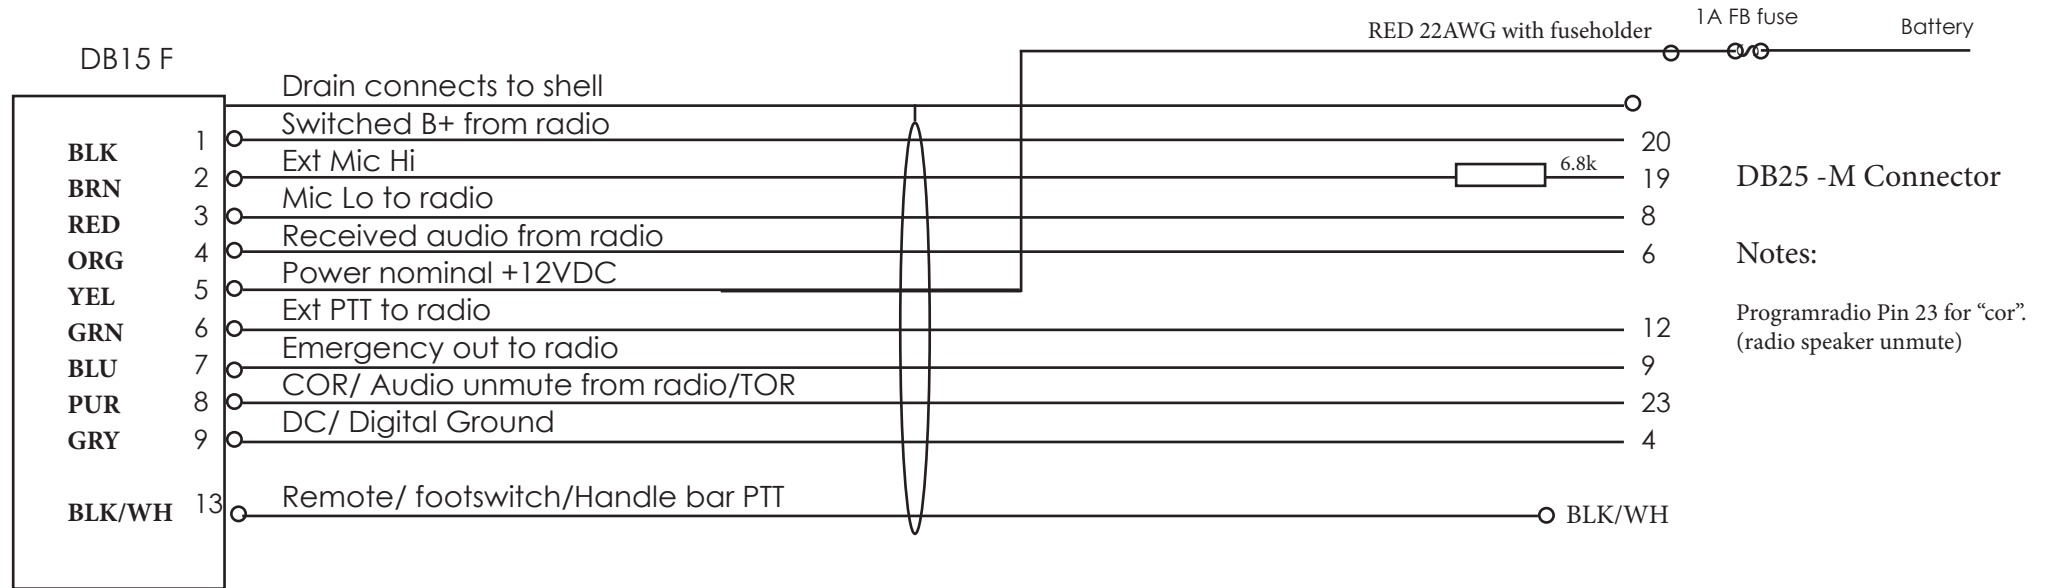 1A FB fuse
RED 22AWG with fuseholder
Battery
DB15 F
Drain connects to shell
Switched B+ from radio
BLK 1
20
Ext Mic Hi
6.8k
BRN 2
19
DB25 -M Connector
Mic Lo to radio
RED 3
8
Received audio from radio
ORG 4
6
Notes:
Power nominal +12VDC
YEL 5
Ext PTT to radio
GRN 6
12
Programradio Pin 23 for “cor”.
(radio speaker unmute)
Emergency out to radio
BLU 7
9
COR/ Audio unmute from radio/TOR
PUR 8
23
DC/ Digital Ground
GRY 9
4
Remote/ footswitch/Handle bar PTT
BLK/WH 13
BLK/WH